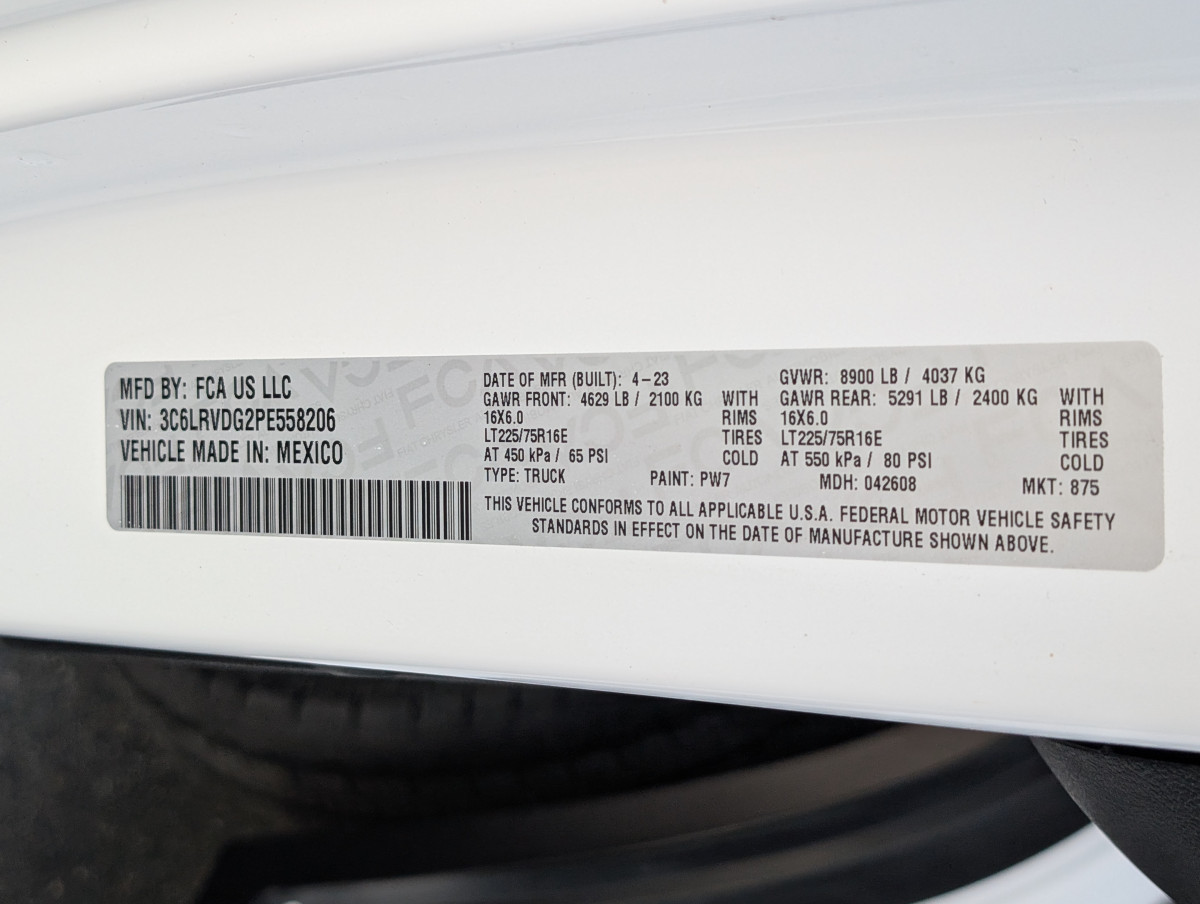 MFD BY: FCA US LLC
VIN: 3C6LRVDG2PE558206
VEHICLE MADE IN: MEXICO
DATE OF MFR (BUILT): 4-23
GVWR: 8900 LB / 4037 KG
GAWR FRONT: 4629 LB / 2100 KG WITH
16X6.0 RIMS
LT225/75R16E TIRES
AT 450 kPa / 65 PSI COLD
GAWR REAR: 5291 LB / 2400 KG WITH
16X6.0 RIMS
LT225/75R16E TIRES
AT 550 kPa / 80 PSI COLD
TYPE: TRUCK PAINT: PW7 MDH: 042608 MKT: 875
THIS VEHICLE CONFORMS TO ALL APPLICABLE U.S.A. FEDERAL MOTOR VEHICLE SAFETY
STANDARDS IN EFFECT ON THE DATE OF MANUFACTURE SHOWN ABOVE.